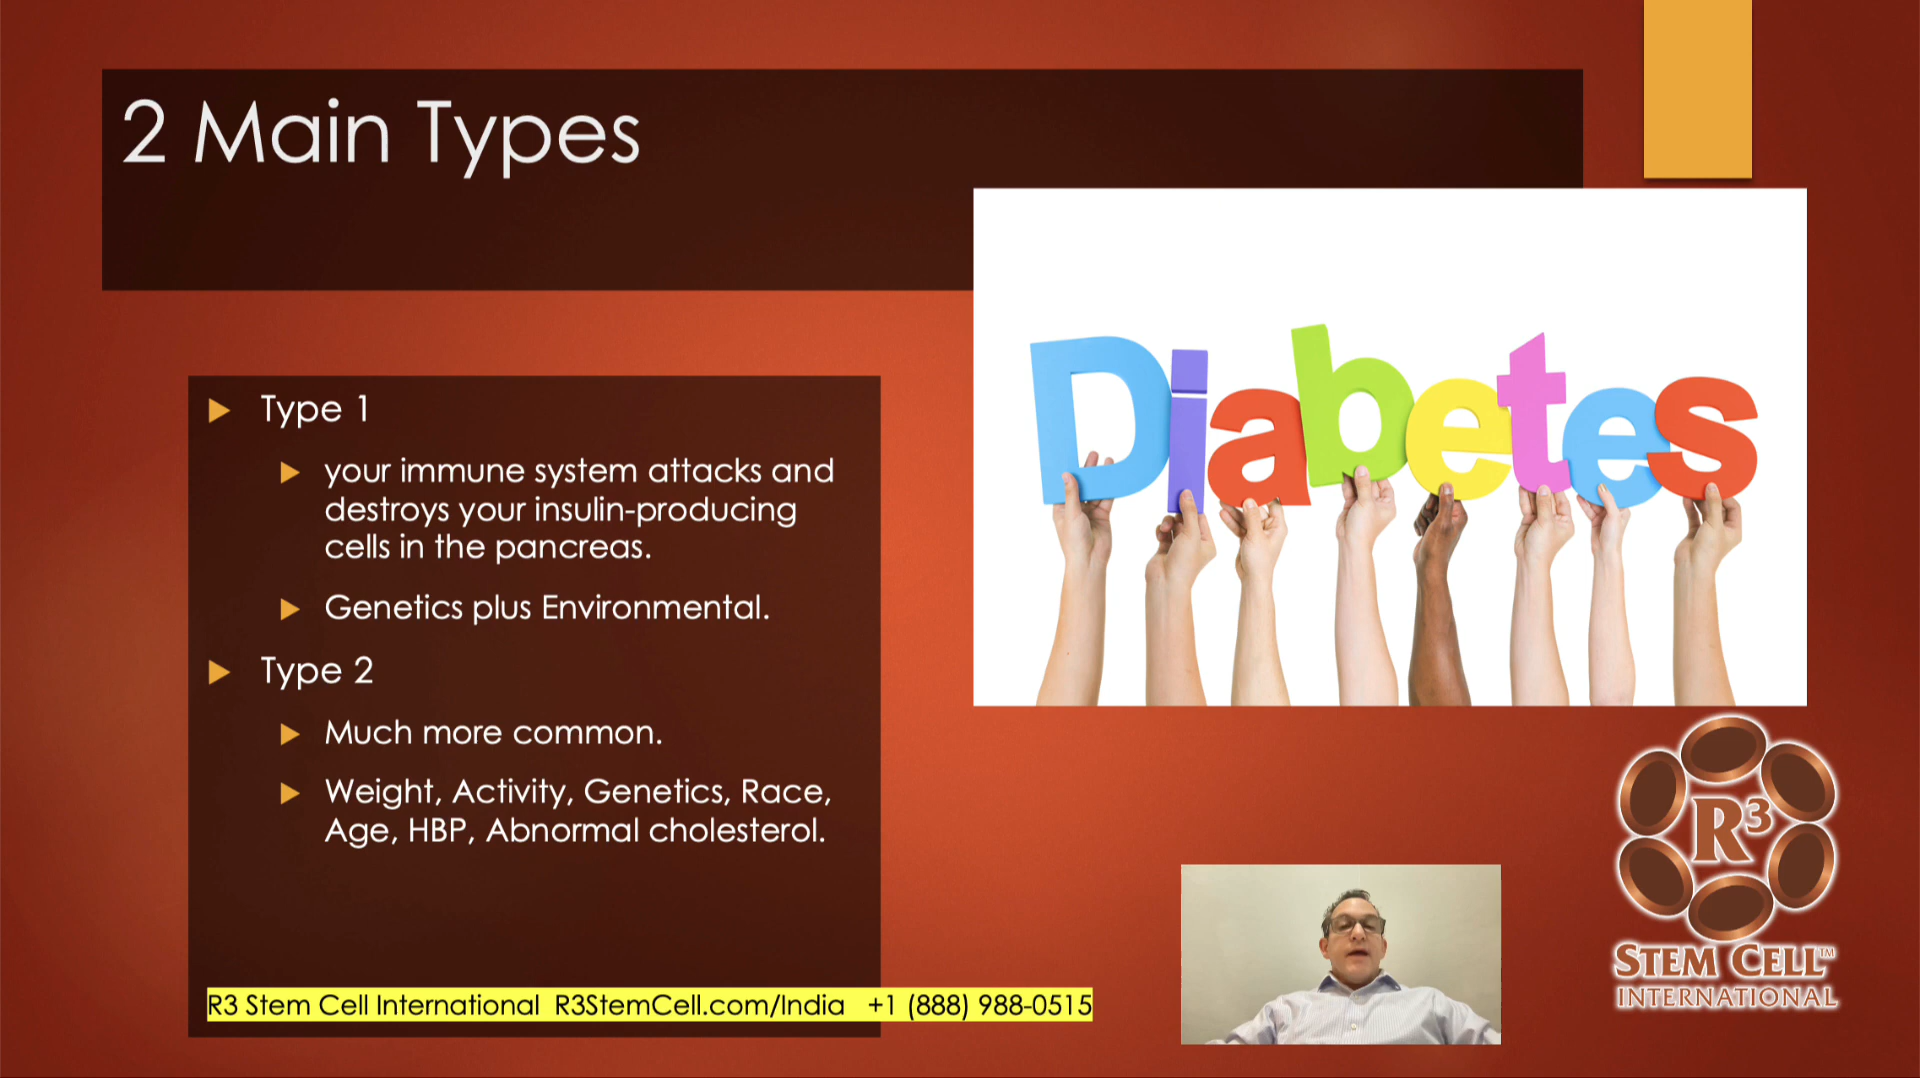 2 Main Types
Diabetes
Type 1
your immune system attacks and
destroys your insulin-producing
cells in the pancreas.
Genetics plus Environmental.
Type 2
Much more common.
Weight, Activity, Genetics, Race,
Age, HBP, Abnormal cholesterol.
R3 Stem Cell International  R3StemCell.com/India   +1 (888) 988-0515
R³
STEM CELL™
INTERNATIONAL